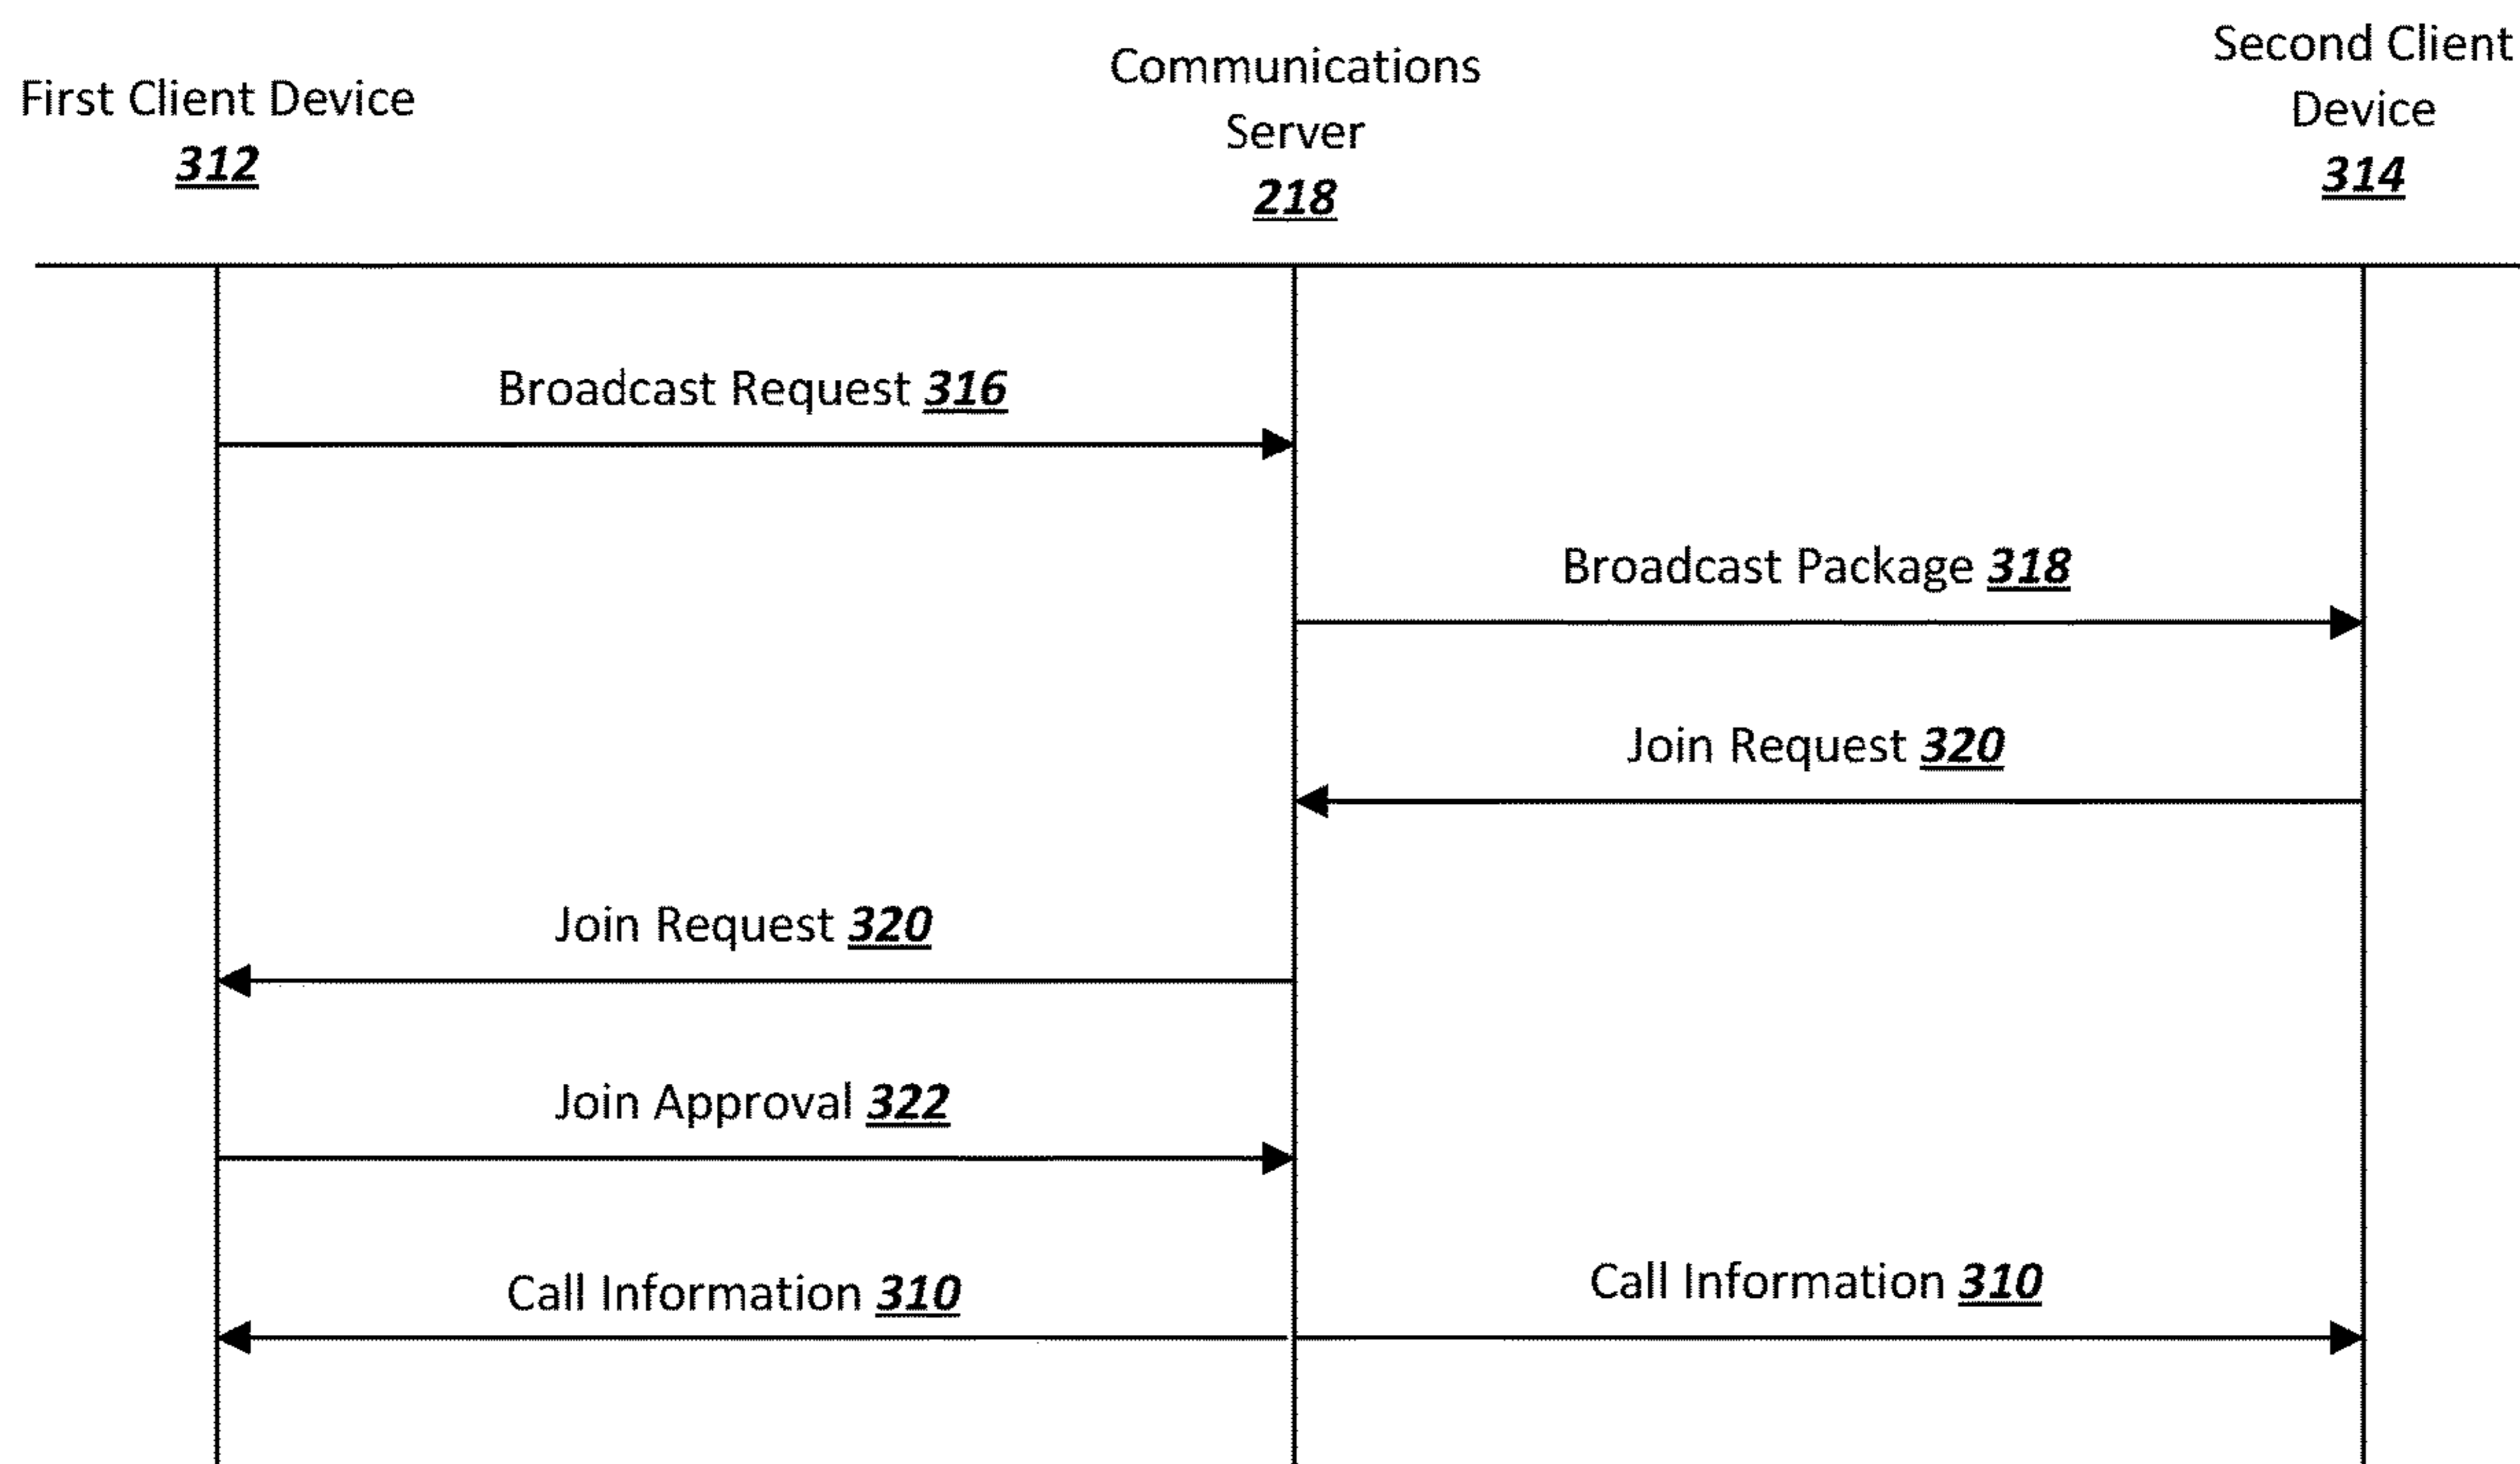 First Client Device
312
Communications
Server
218
Second Client
Device
314
Broadcast Request 316
Broadcast Package 318
Join Request 320
Join Request 320
Join Approval 322
Call Information 310
Call Information 310